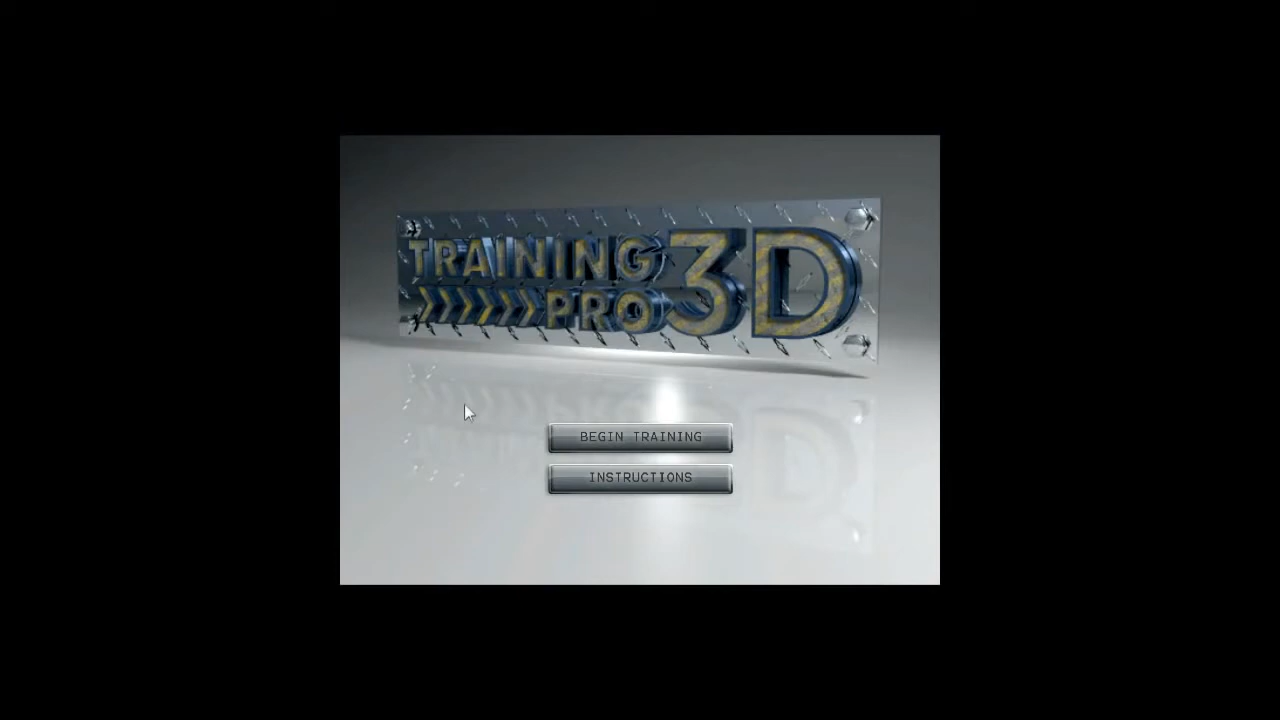 TRAINING
PRO
3D
BEGIN TRAINING
INSTRUCTIONS